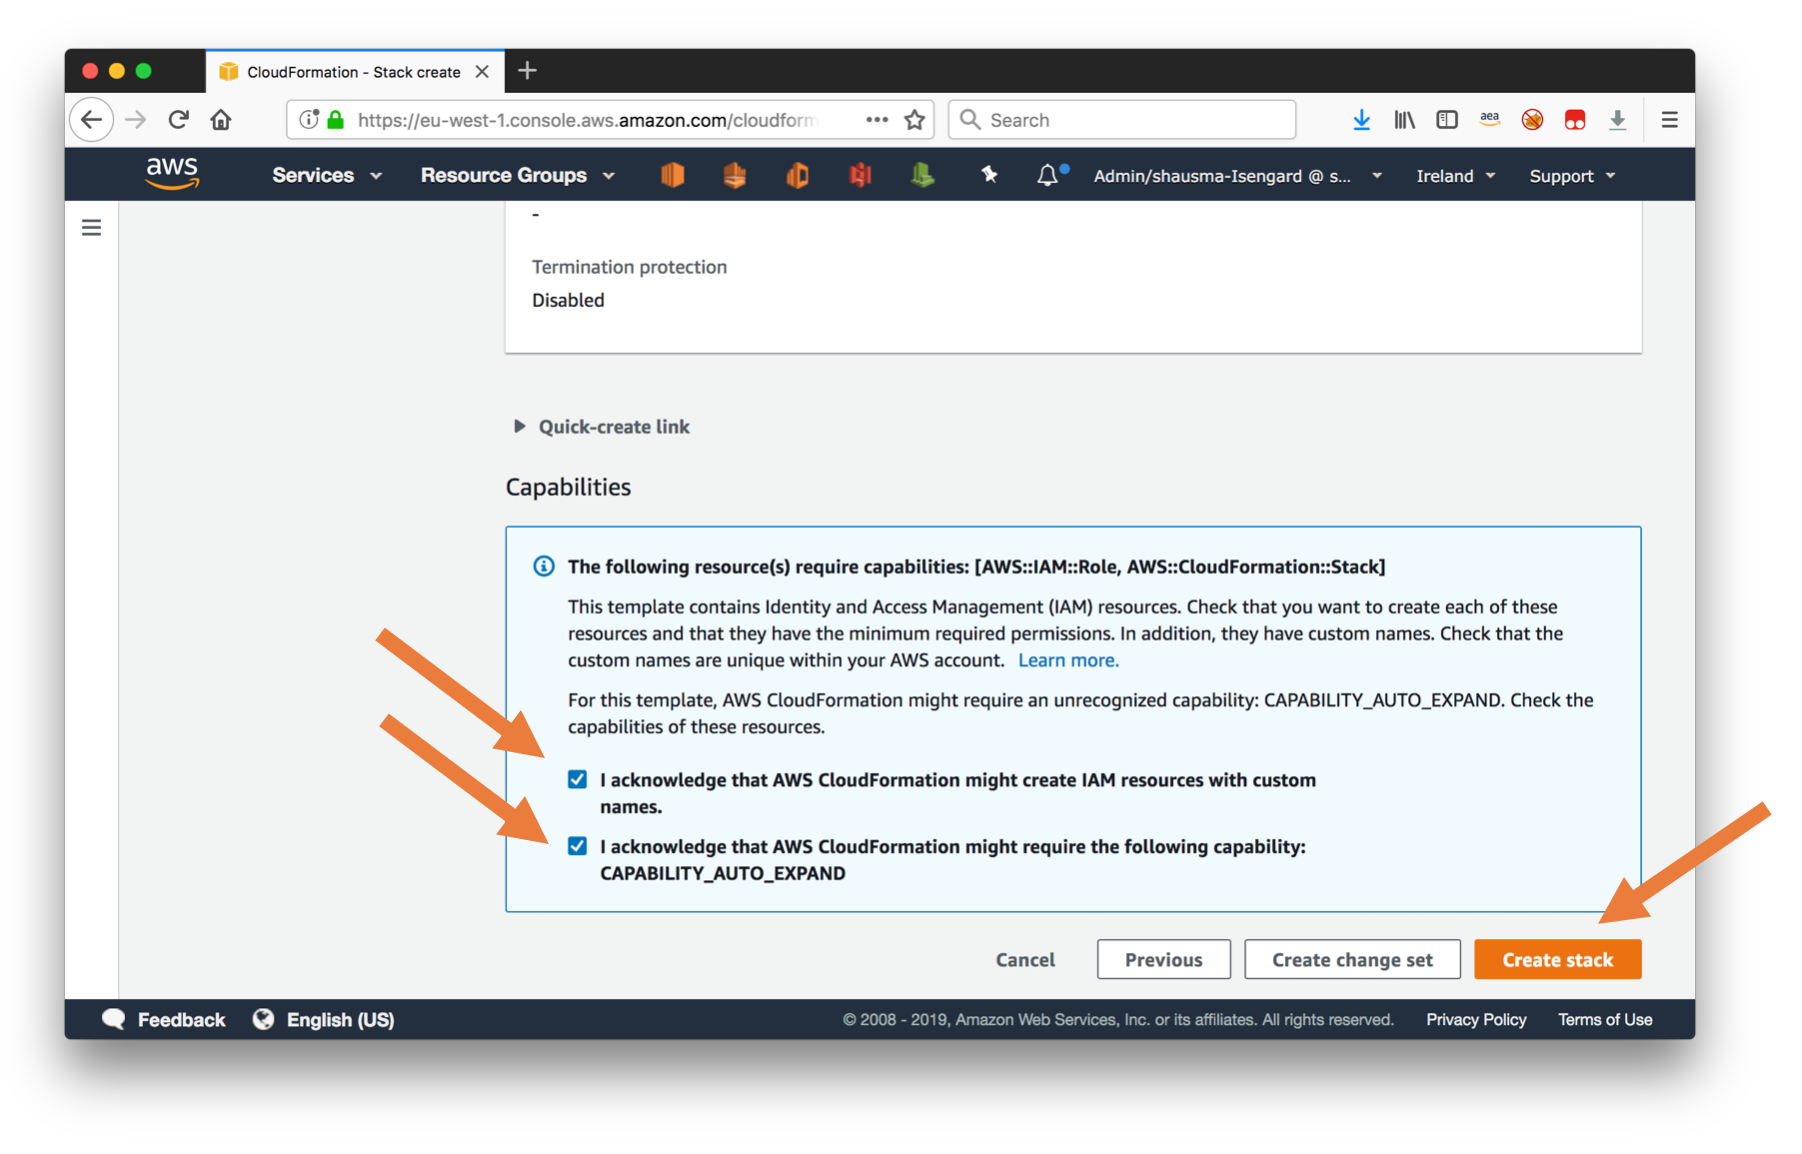 CloudFormation - Stack create
https://eu-west-1.console.aws.amazon.com/cloudform
Search
aea
aws
Services
Resource Groups
Admin/shausma-Isengard @ s...
Ireland
Support
-
Termination protection
Disabled
Quick-create link
Capabilities
The following resource(s) require capabilities: [AWS::IAM::Role, AWS::CloudFormation::Stack]
This template contains Identity and Access Management (IAM) resources. Check that you want to create each of these
resources and that they have the minimum required permissions. In addition, they have custom names. Check that the
custom names are unique within your AWS account. Learn more.
For this template, AWS CloudFormation might require an unrecognized capability: CAPABILITY_AUTO_EXPAND. Check the
capabilities of these resources.
I acknowledge that AWS CloudFormation might create IAM resources with custom
names.
I acknowledge that AWS CloudFormation might require the following capability:
CAPABILITY_AUTO_EXPAND
Cancel
Previous
Create change set
Create stack
Feedback
English (US)
© 2008 - 2019, Amazon Web Services, Inc. or its affiliates. All rights reserved.
Privacy Policy
Terms of Use